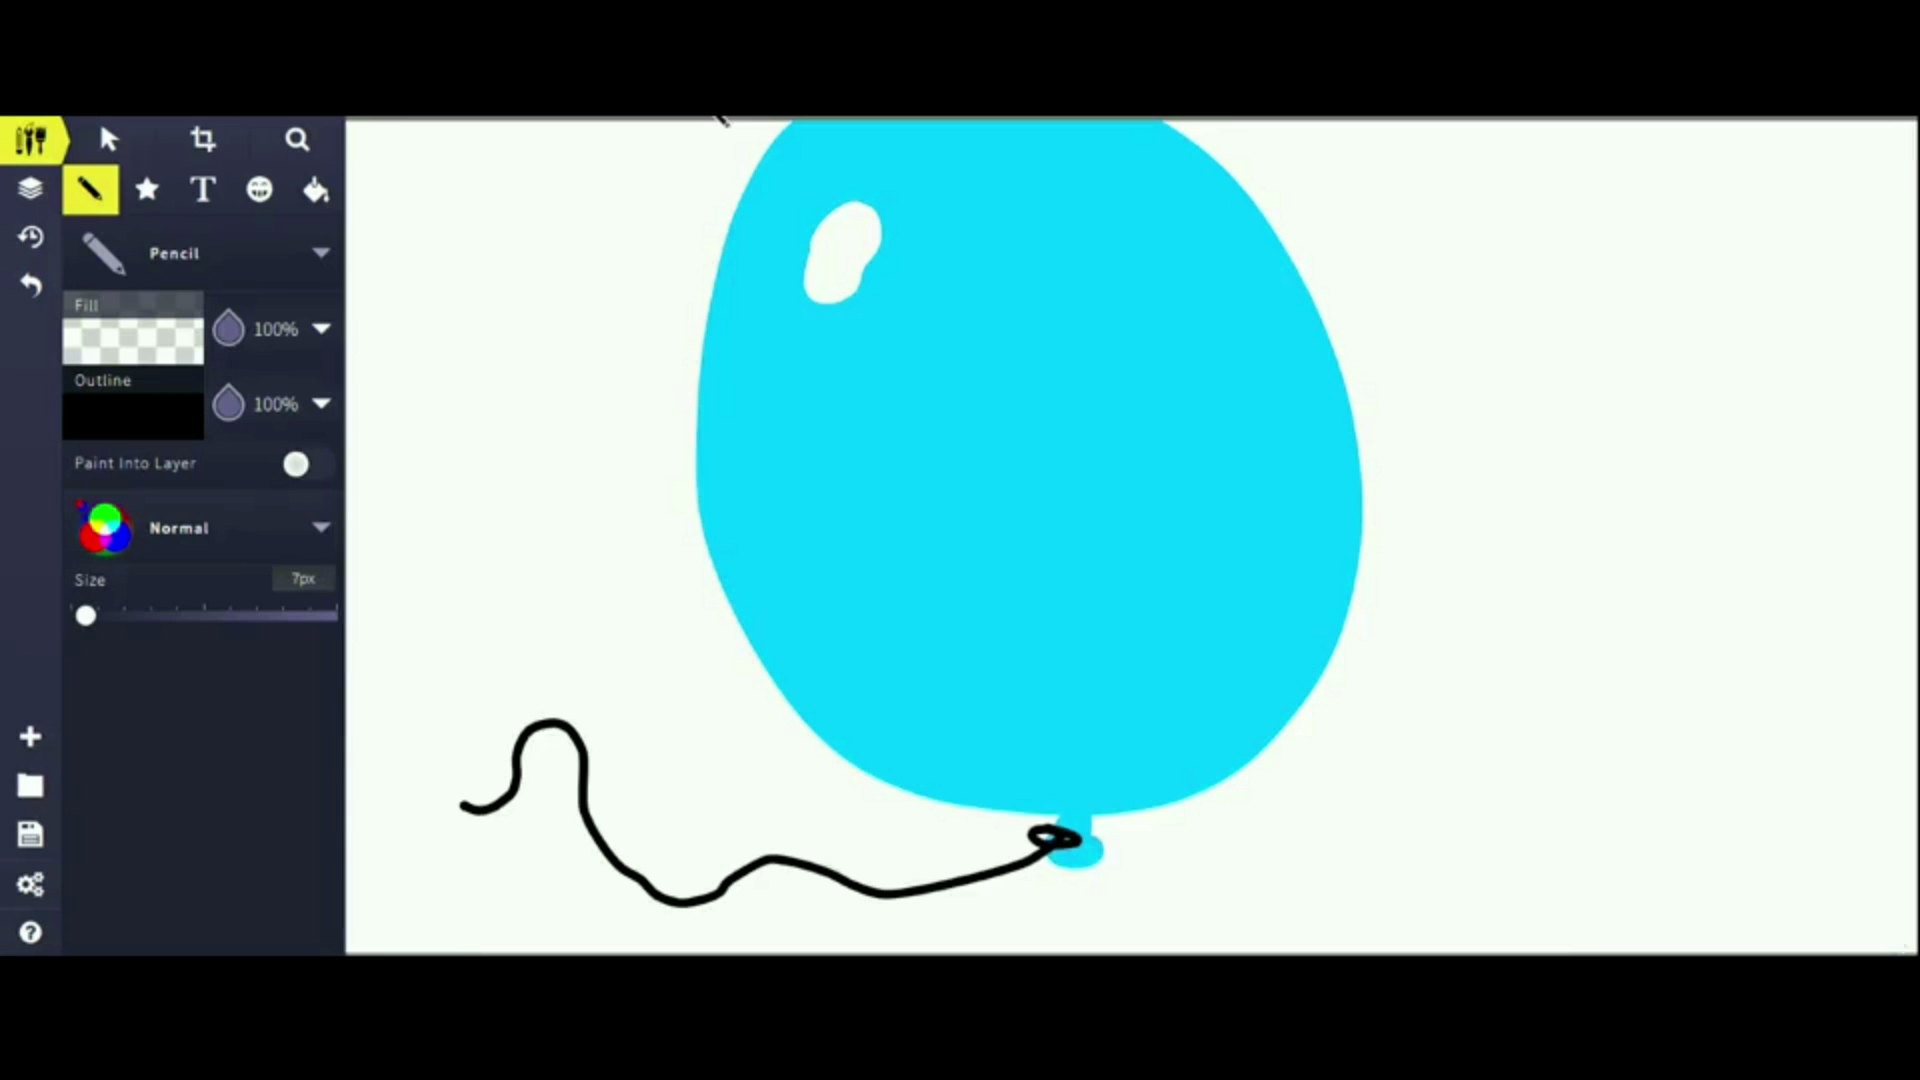 Pencil
Fill
100%
Outline
100%
Paint Into Layer
Normal
Size 7px